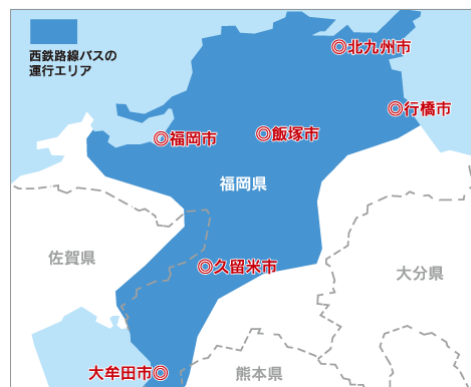 西鉄路線バスの
運行エリア
◎北九州市
◎行橋市
◎福岡市
◎飯塚市
福岡県
佐賀県
◎久留米市
大分県
大牟田市◎
熊本県